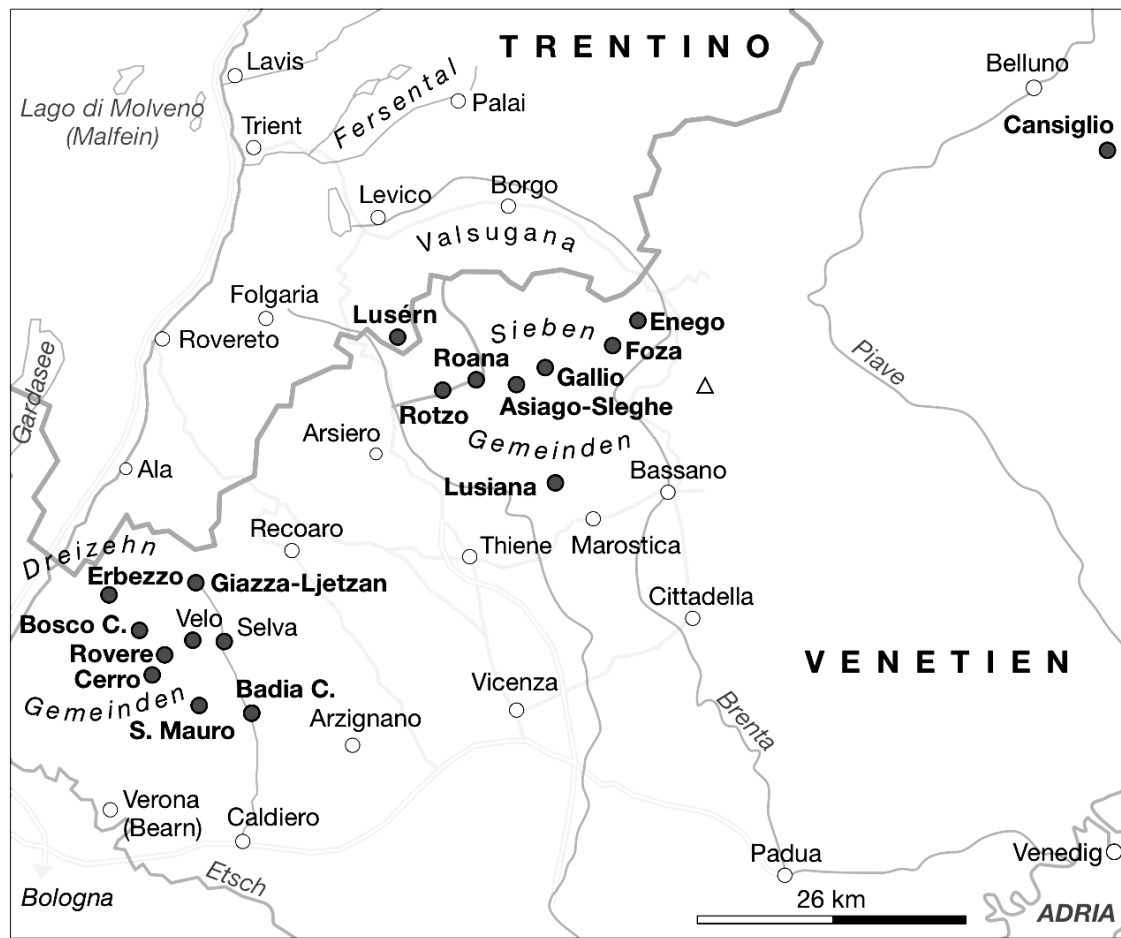 TRENTINO
Lavis
Belluno
Lago di Molveno
(Malfein)
Fersental
Palai
Trient
Cansiglio
Levico
Borgo
Valsugana
Folgaria
Lusérn
Sieben
Enego
Foza
Rovereto
Roana
Gallio
Piave
Gardasee
Rotzo
Asiago-Sleghe
Arsiero
Gemeinden
Ala
Lusiana
Bassano
Recoaro
Thiene
Marostica
Dreizehn
Erbezzo
Giazza-Ljetzan
Cittadella
Bosco C.
Velo
Selva
Rovere
VENETIEN
Cerro
Gemeinden
Badia C.
Vicenza
S. Mauro
Arzignano
Brenta
Verona
(Bearn)
Caldiero
Etsch
Padua
Venedig
Bologna
26 km
ADRIA